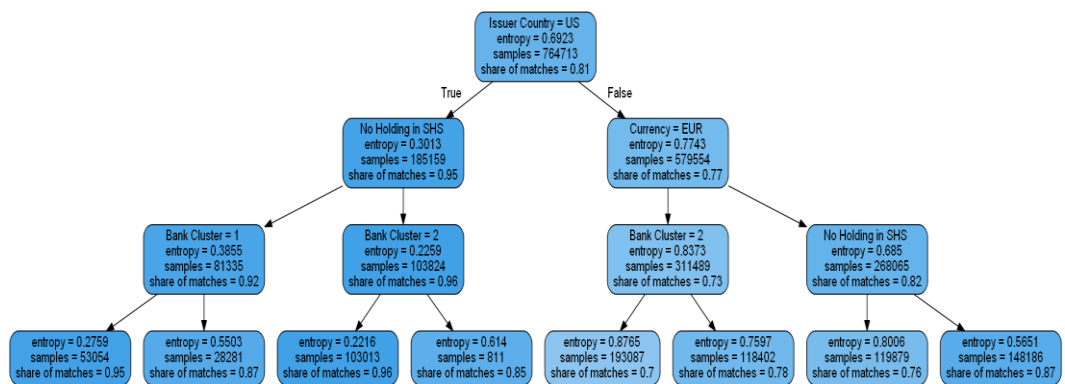 Issuer Country = US
entropy = 0.6923
samples = 764713
share of matches = 0.81
True
False
No Holding in SHS
entropy = 0.3013
samples = 185159
share of matches = 0.95
Currency = EUR
entropy = 0.7743
samples = 579554
share of matches = 0.77
Bank Cluster = 1
entropy = 0.3855
samples = 81335
share of matches = 0.92
Bank Cluster = 2
entropy = 0.2259
samples = 103824
share of matches = 0.96
Bank Cluster = 2
entropy = 0.8373
samples = 311489
share of matches = 0.73
No Holding in SHS
entropy = 0.685
samples = 268065
share of matches = 0.82
entropy = 0.2759
samples = 53054
share of matches = 0.95
entropy = 0.5503
samples = 28281
share of matches = 0.87
entropy = 0.2216
samples = 103013
share of matches = 0.96
entropy = 0.614
samples = 811
share of matches = 0.85
entropy = 0.8765
samples = 193087
share of matches = 0.7
entropy = 0.7597
samples = 118402
share of matches = 0.78
entropy = 0.8006
samples = 119879
share of matches = 0.76
entropy = 0.5651
samples = 148186
share of matches = 0.87